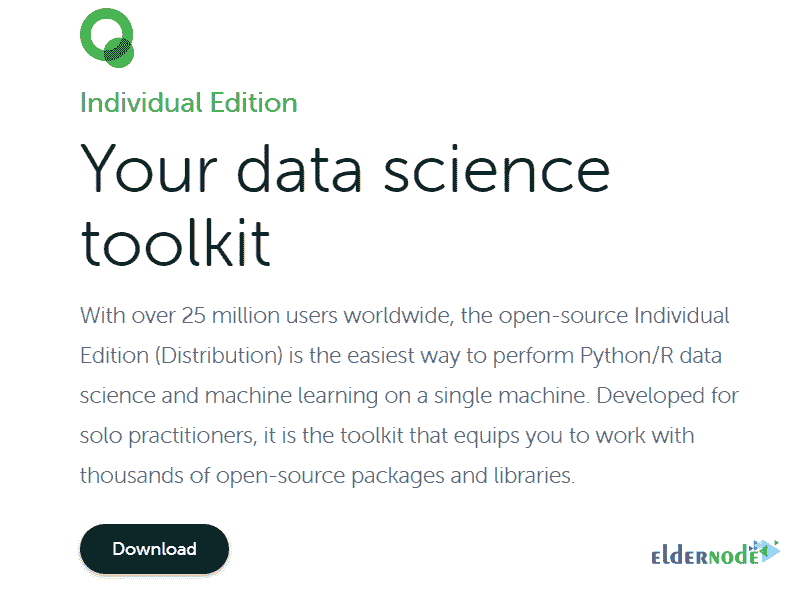 Individual Edition
Your data science
toolkit
With over 25 million users worldwide, the open-source Individual
Edition (Distribution) is the easiest way to perform Python/R data
science and machine learning on a single machine. Developed for
solo practitioners, it is the toolkit that equips you to work with
thousands of open-source packages and libraries.
Download
eldernode